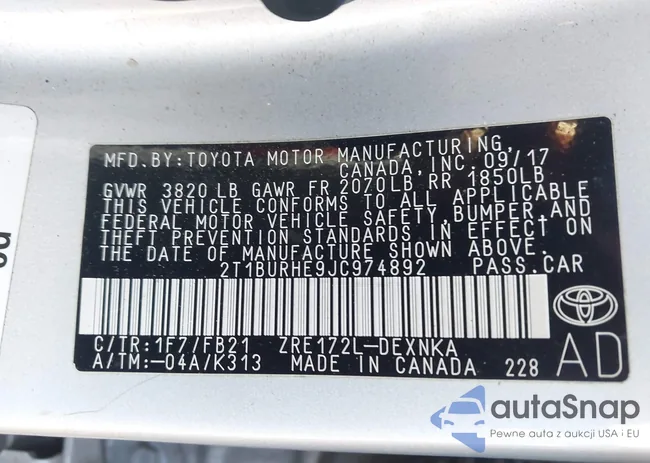 MFD. BY: TOYOTA MOTOR MANUFACTURING,
CANADA, INC. 09/17
GVWR 3820 LB GAWR FR 2070LB RR 1850LB
THIS VEHICLE CONFORMS TO ALL APPLICABLE
FEDERAL MOTOR VEHICLE SAFETY, BUMPER, AND
THEFT PREVENTION STANDARDS IN EFFECT ON
THE DATE OF MANUFACTURE SHOWN ABOVE.
2T1BURHE9JC974892 PASS.CAR
C/TR:1F7/FB21 ZRE172L-DEXNKA
A/TM:-04A/K313 MADE IN CANADA 228
AD
autaSnap
Pewne auta z aukcji USA i EU